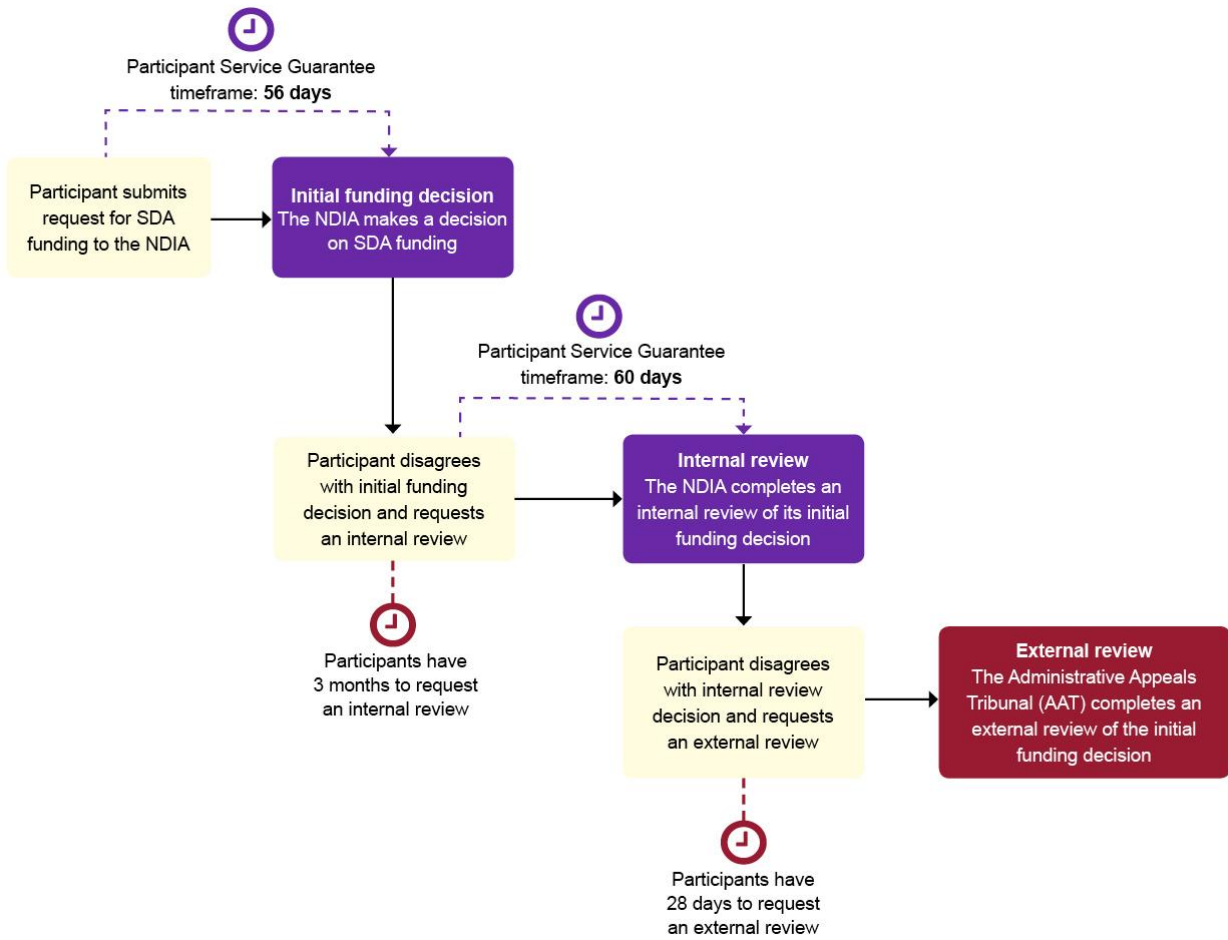 Participant Service Guarantee
timeframe: 56 days
Participant submits
request for SDA
funding to the NDIA
Initial funding decision
The NDIA makes a decision
on SDA funding
Participant Service Guarantee
timeframe: 60 days
Participant disagrees
with initial funding
decision and requests
an internal review
Internal review
The NDIA completes an
internal review of its initial
funding decision
Participants have
3 months to request
an internal review
Participant disagrees
with internal review
decision and requests
an external review
External review
The Administrative Appeals
Tribunal (AAT) completes an
external review of the initial
funding decision
Participants have
28 days to request
an external review